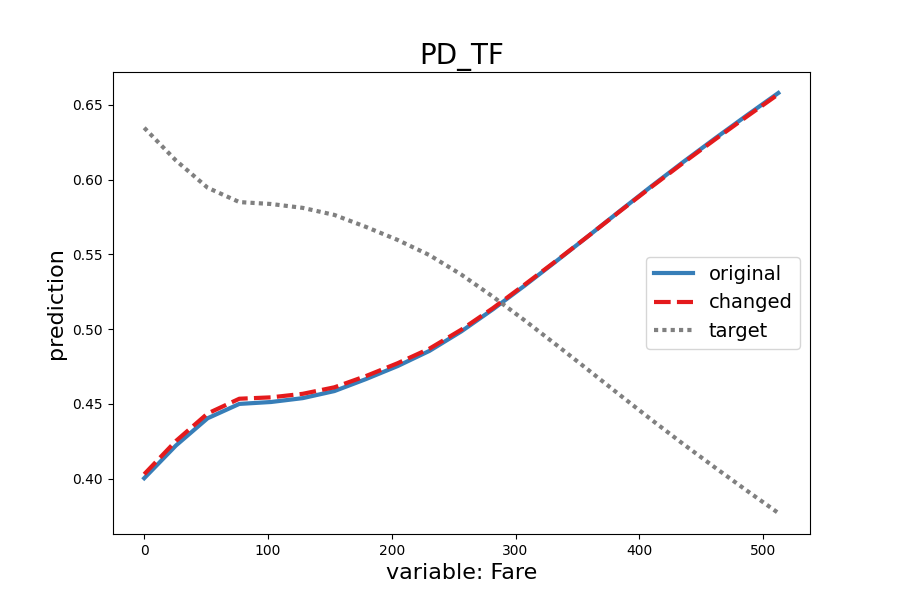 PD_TF
0.65
0.60
0.55
0.50
0.45
0.40
prediction
original
changed
target
0 100 200 300 400 500
variable: Fare